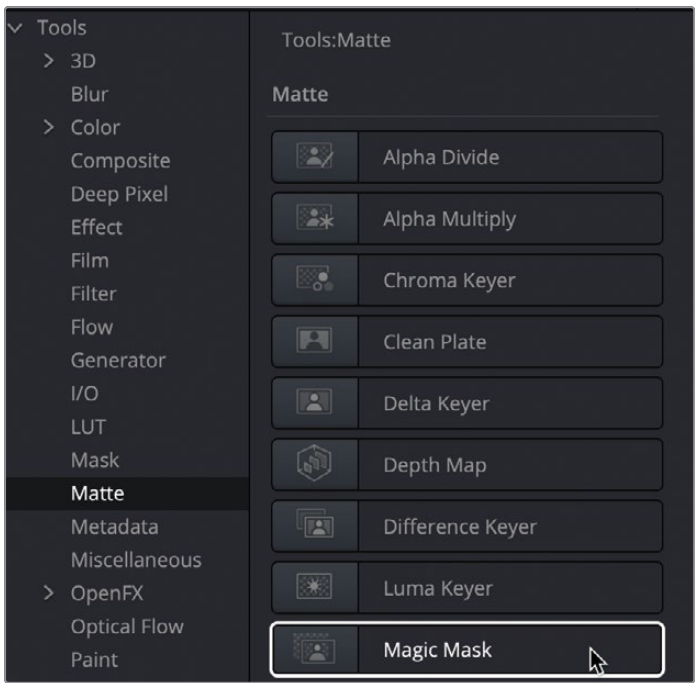 Tools
3D
Blur
Color
Composite
Deep Pixel
Effect
Film
Filter
Flow
Generator
I/O
LUT
Mask
Matte
Metadata
Miscellaneous
OpenFX
Optical Flow
Paint
Tools:Matte
Matte
Alpha Divide
Alpha Multiply
Chroma Keyer
Clean Plate
Delta Keyer
Depth Map
Difference Keyer
Luma Keyer
Magic Mask